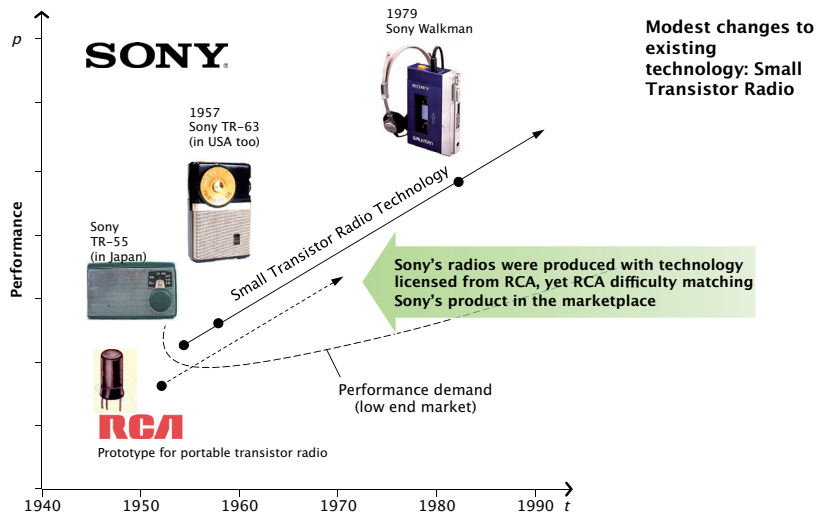 p
SONY
1979
Sony Walkman
Modest changes to
existing
technology: Small
Transistor Radio
1957
Sony TR-63
(in USA too)
SONY
WALKMAN
Sony
TR-55
(in Japan)
Small Transistor Radio Technology
Performance
Sony's radios were produced with technology
licensed from RCA, yet RCA difficulty matching
Sony's product in the marketplace
Performance demand
(low end market)
RCA
Prototype for portable transistor radio
1940
1950
1960
1970
1980
1990
t